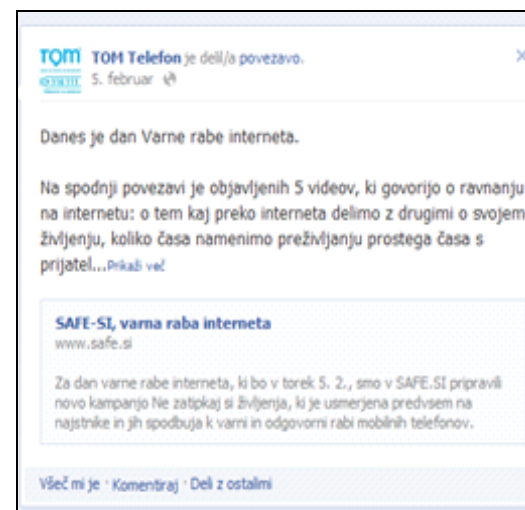 TOM
TOM Telefon je delil/a povezavo.
5. februar
Danes je dan Varne rabe interneta.
Na spodnji povezavi je objavljenih 5 videov, ki govorijo o ravnanju
na internetu: o tem kaj preko interneta delimo z drugimi o svojem
življenju, koliko časa namenimo preživljanju prostega časa s
prijatel...Prikaži več
SAFE-SI, varna raba interneta
www.safe.si
Za dan varne rabe interneta, ki bo v torek 5. 2., smo v SAFE.SI pripravili
novo kampanjo Ne zatipkaj si življenja, ki je usmerjena predvsem na
najstnike in jih spodbuja k varni in odgovorni rabi mobilnih telefonov.
Všeč mi je · Komentiraj · Deli z ostalimi